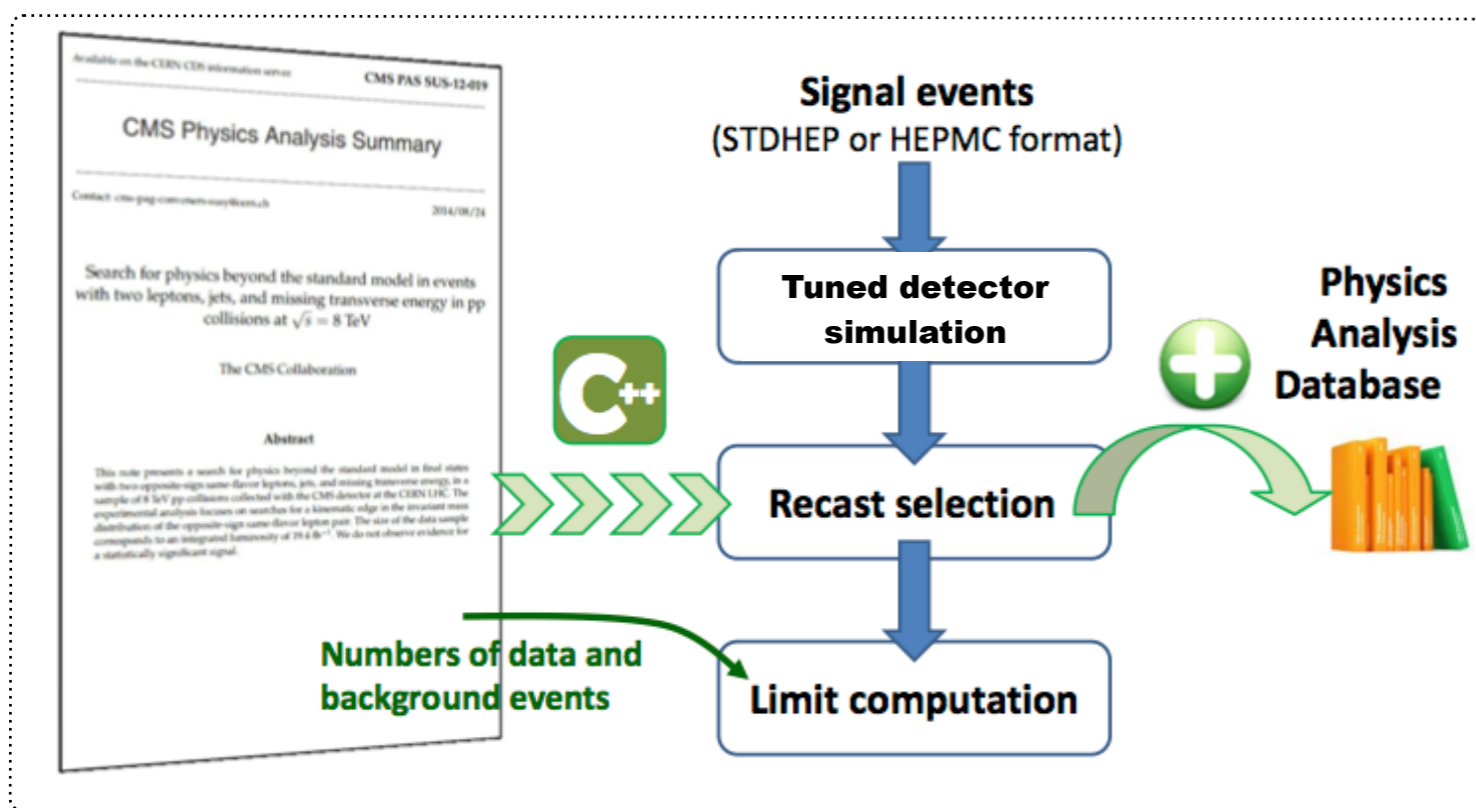 Available on the CERN CDS information server
CMS PAS SUS-12-019
CMS Physics Analysis Summary
Contact: cms-pag-conveners-susy@cern.ch
2014/08/24
Search for physics beyond the standard model in events
with two leptons, jets, and missing transverse energy in pp
collisions at √s = 8 TeV
The CMS Collaboration
Abstract
This note presents a search for physics beyond the standard model in final states
with two opposite-sign same-flavor leptons, jets, and missing transverse energy, in a
sample of 8 TeV pp collisions collected with the CMS detector at the CERN LHC. The
experimental analysis focuses on searches for a kinematic edge in the invariant mass
distribution of the opposite-sign same-flavor lepton pair. The size of the data sample
corresponds to an integrated luminosity of 19.4 fb⁻¹. We do not observe evidence for
a statistically significant signal.
C++
Numbers of data and
background events
Signal events
(STDHEP or HEPMC format)
Tuned detector
simulation
Recast selection
Limit computation
Physics
Analysis
Database